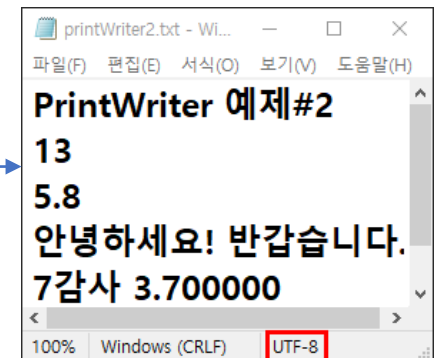 printWriter2.txt - Wi...
파일(F) 편집(E) 서식(O) 보기(V) 도움말(H)
PrintWriter 예제#2
13
5.8
안녕하세요! 반갑습니다.
7감사 3.700000
100% Windows (CRLF) UTF-8